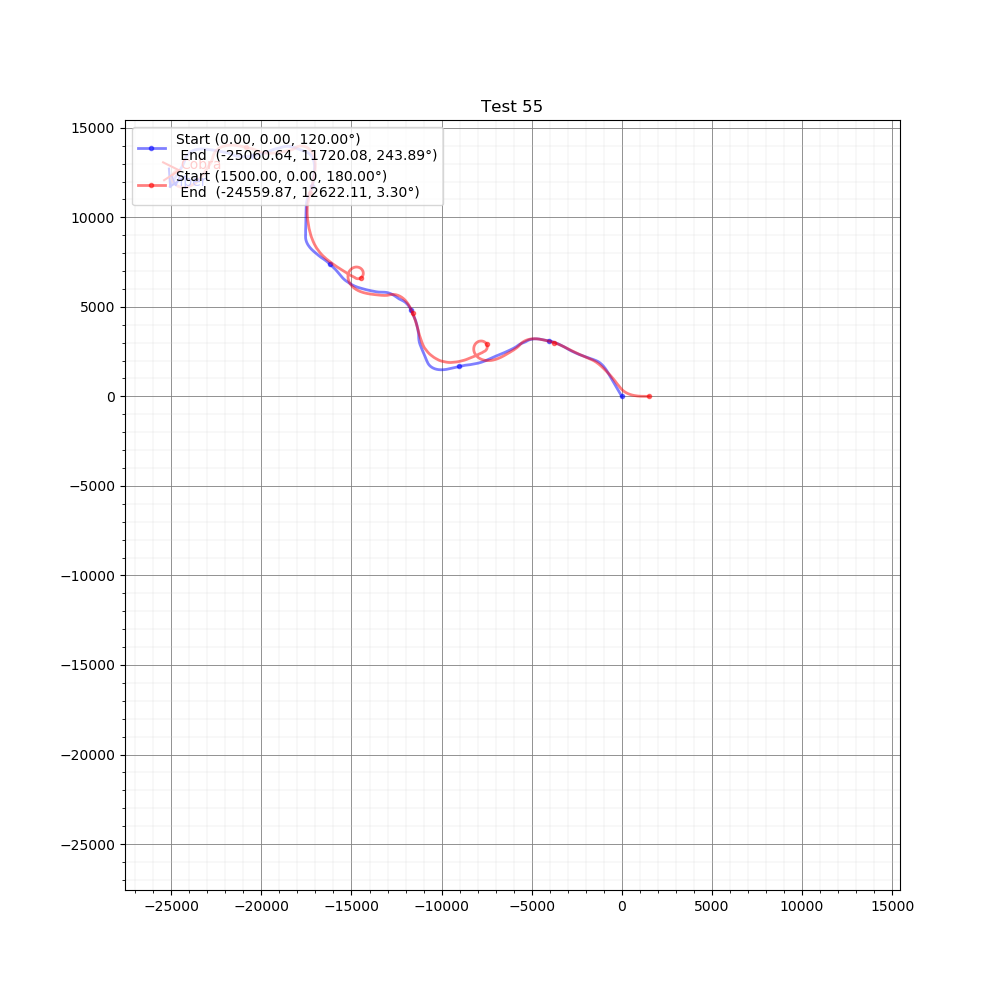 Test 55
Start (0.00, 0.00, 120.00°)
End (-25060.64, 11720.08, 243.89°)
Start (1500.00, 0.00, 180.00°)
End (-24559.87, 12622.11, 3.30°)
Cobra
15000
10000
5000
0
−5000
−10000
−15000
−20000
−25000
−25000 −20000 −15000 −10000 −5000 0 5000 10000 15000